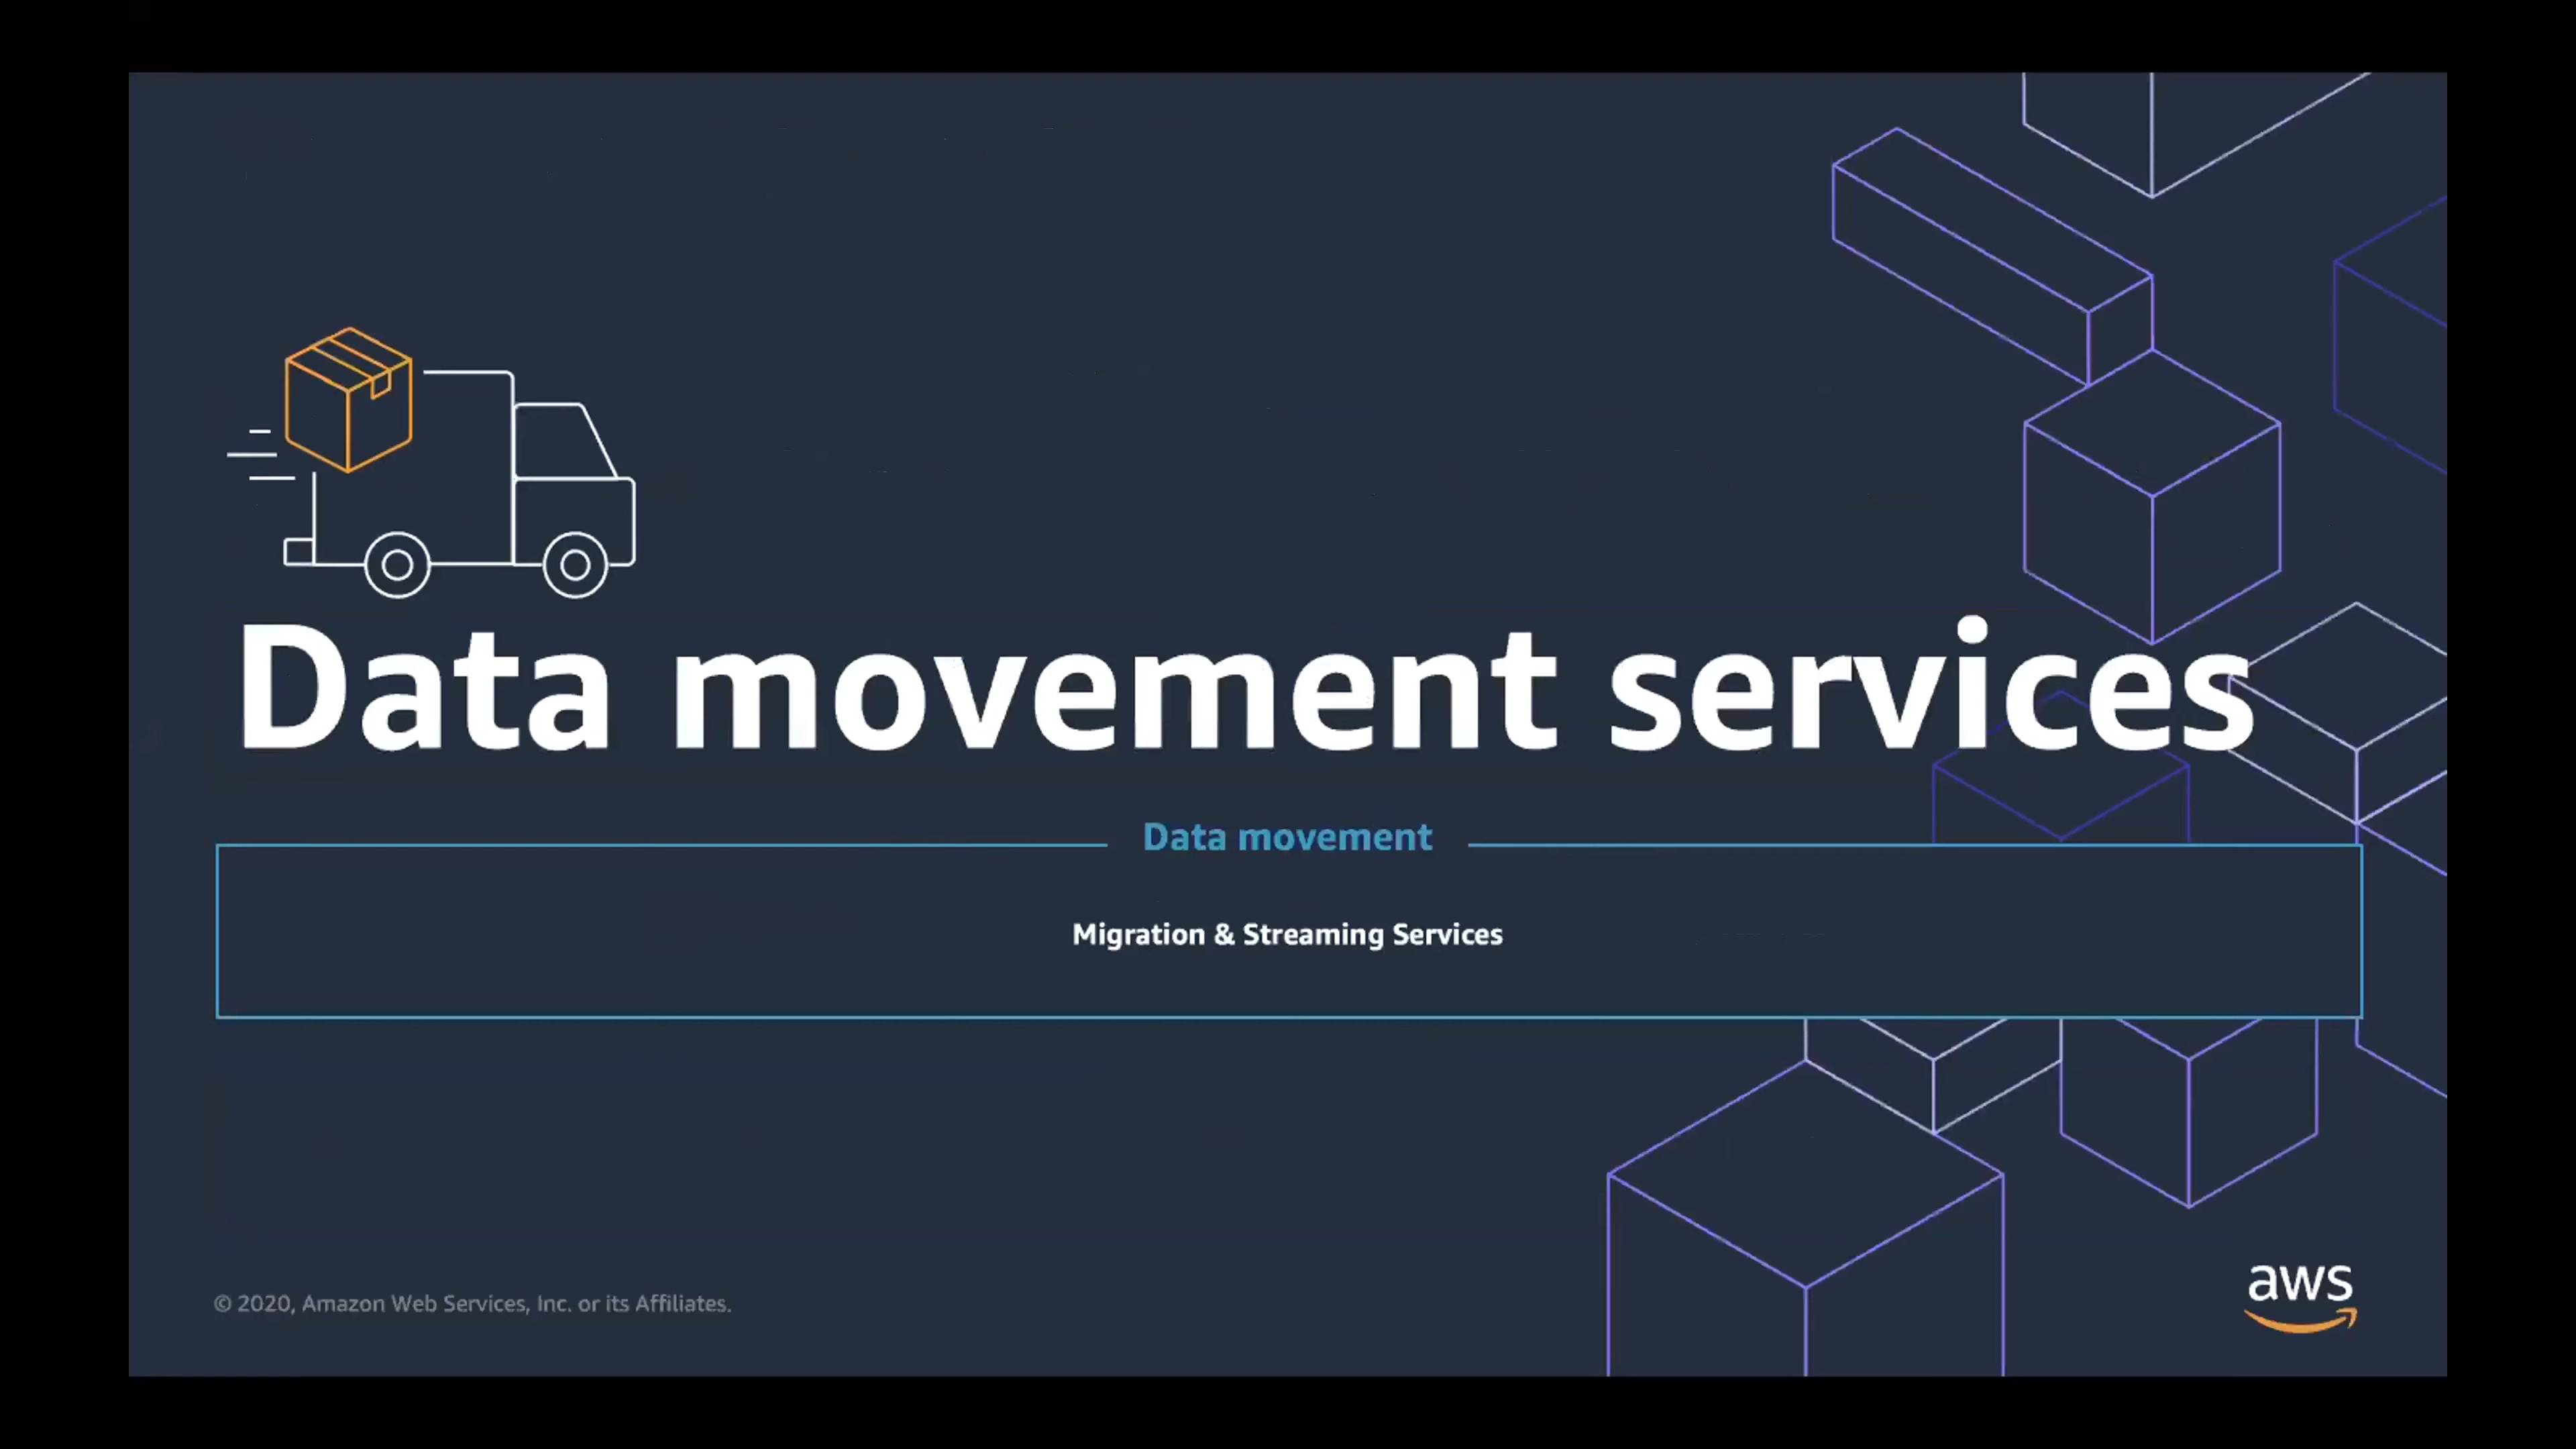 Data movement services
Data movement
Migration & Streaming Services
© 2020, Amazon Web Services, Inc. or its Affiliates.
aws